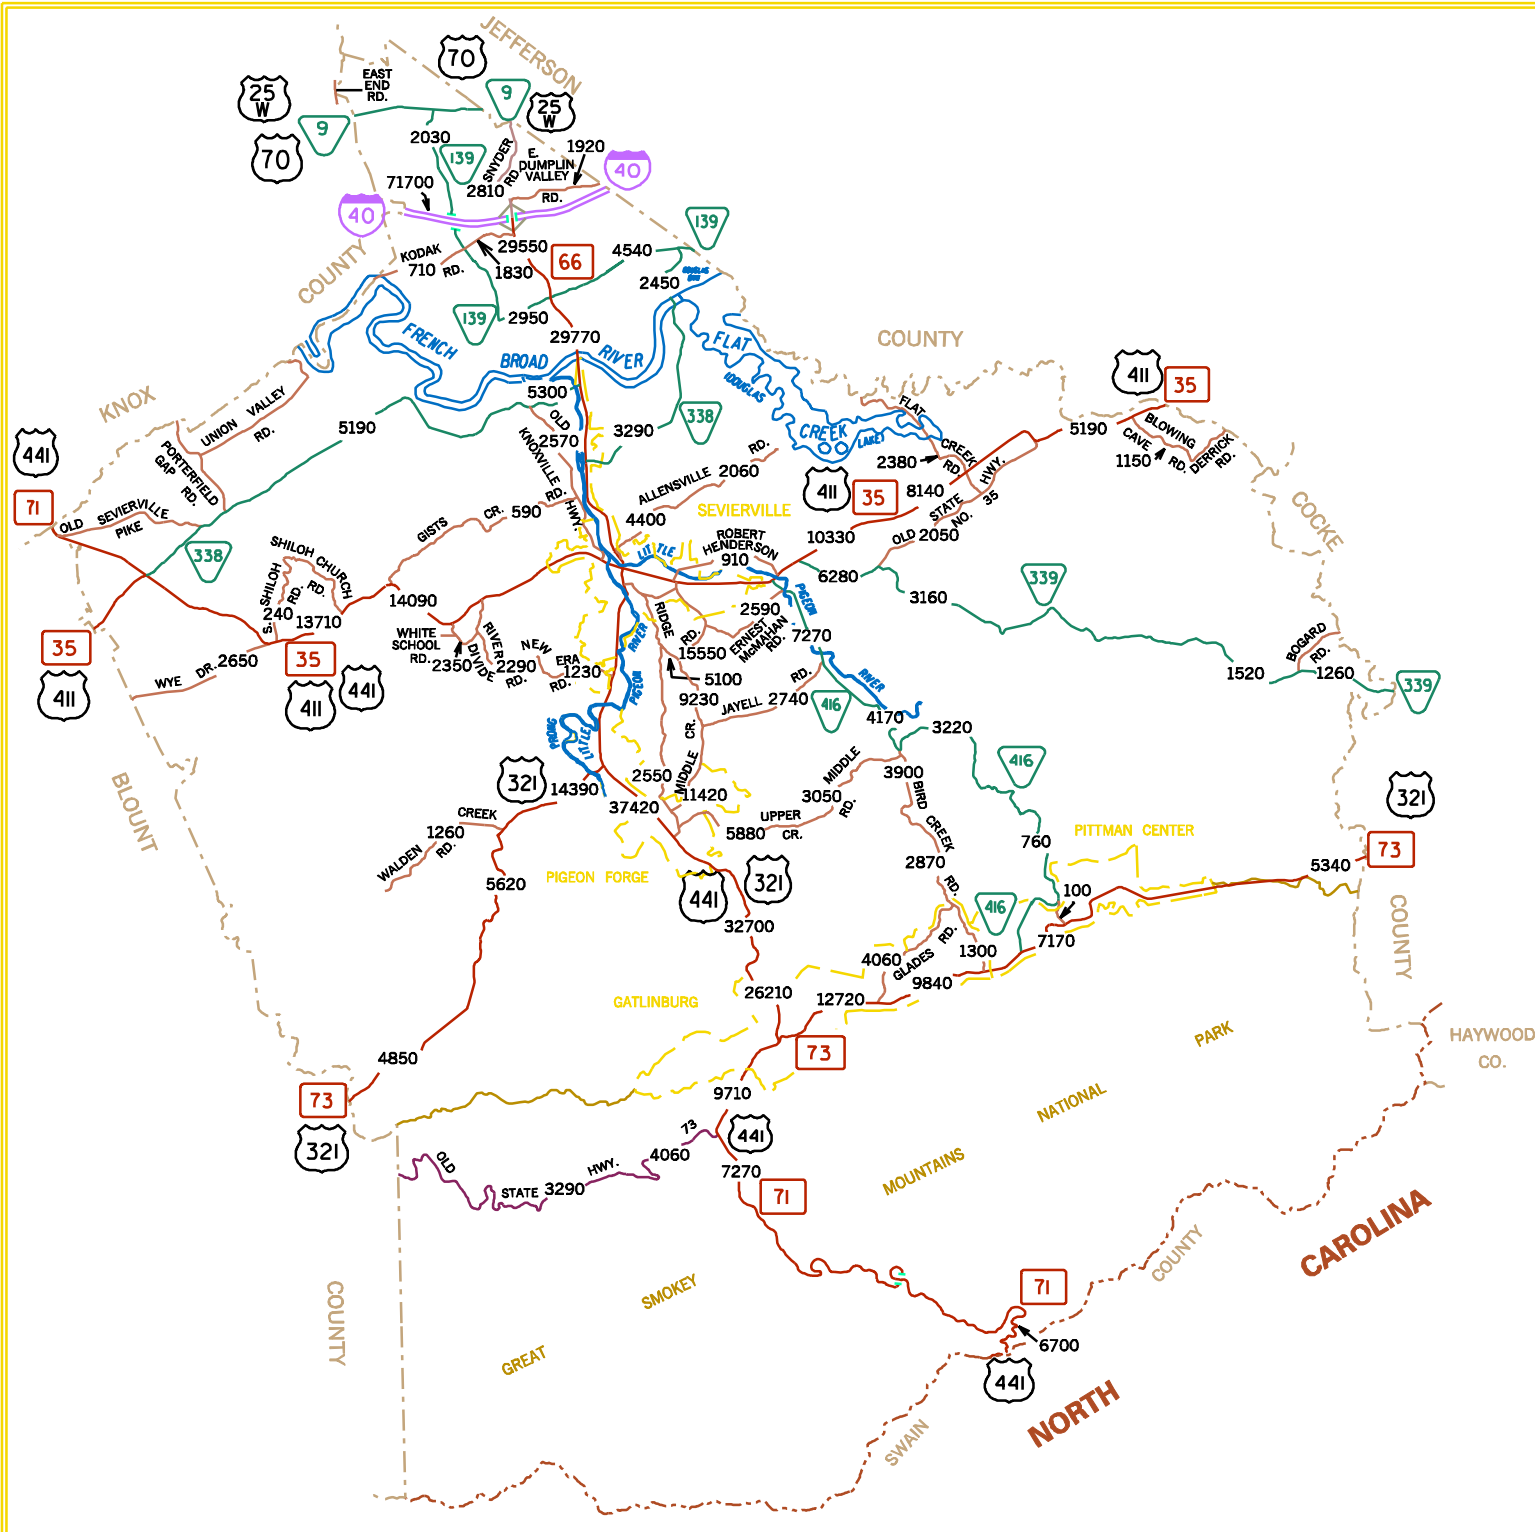 JEFFERSON
70
EAST
END
RD.
25
W
9
9
25
W
70
2030
139
SNYDER
RD.
2810
E.
DUMPLIN
VALLEY
RD.
1920
40
71700
40
139
COUNTY
KODAK
RD.
710
1830
29550
66
4540
2450
139
2950
29770
FRENCH
BROAD
RIVER
FLAT
(DOUGLAS
CREEK
LAKE)
COUNTY
411
35
KNOX
UNION VALLEY
RD.
5300
5190
338
3290
OLD
KNOXVILLE
HWY.
2570
RD.
FLAT
CREEK
RD
2380
5190
BLOWING
CAVE
RD.
1150
DERRICK
RD.
441
71
PORTERFIELD
GAP
RD.
OLD SEVIERVILLE
PIKE
ALLENSVILLE
RD.
2060
411
35
8140
HWY.
OLD
STATE
NO. 35
2050
GISTS CR.
RD.
590
4400
SEVIERVILLE
10330
COCKE
338
SHILOH CHURCH
RD.
S. SHILOH
RD.
240
13710
14090
LITTLE
ROBERT
HENDERSON
910
6280
PIGEON
RIVER
3160
339
35
411
WYE DR.
2650
35
411
441
WHITE
SCHOOL
RD.
2350
RIVER
DIVIDE
RD.
2290
NEW
ERA
RD.
1230
RIDGE
RD.
RIVER
PIGEON
2590
ERNEST
McMAHAN
RD.
15550
7270
5100
9230
JAYELL
RD.
2740
416
4170
BOGARD
RD.
1520
1260
339
PRONG
LITTLE
3220
416
BLOUNT
321
14390
2550
MIDDLE CR.
11420
37420
3900
MIDDLE
3050
UPPER
CR.
RD.
5880
BIRD CREEK
RD.
321
CREEK
1260
WALDEN
RD.
5620
PIGEON FORGE
2870
760
PITTMAN CENTER
73
5340
441
321
32700
416
100
7170
COUNTY
GATLINBURG
26210
4060
GLADES
RD.
1300
9840
12720
73
PARK
HAYWOOD
CO.
4850
73
321
9710
NATIONAL
441
73
4060
7270
OLD
STATE
HWY.
3290
71
MOUNTAINS
CAROLINA
COUNTY
COUNTY
SMOKEY
71
6700
GREAT
441
NORTH
SWAIN